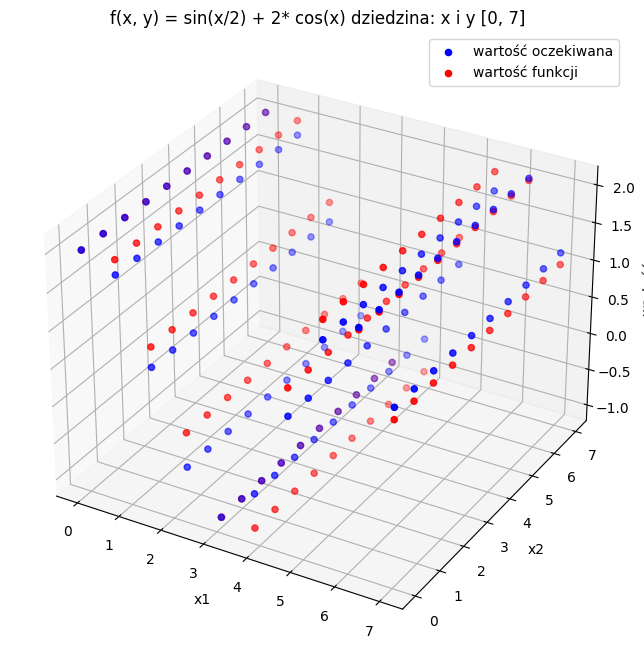 f(x, y) = sin(x/2) + 2* cos(x) dziedzina: x i y [0, 7]
wartość oczekiwana
wartość funkcji
2.0
1.5
1.0
0.5
0.0
−0.5
−1.0
0 1 2 3 4 5 6 7
x1
0 1 2 3 4 5 6 7
x2